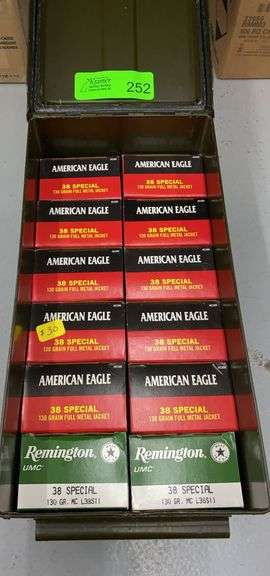 Kramer
252
AMERICAN EAGLE
38 SPECIAL
130 GRAIN FULL METAL JACKET
AMERICAN EAGLE
38 SPECIAL
130 GRAIN FULL METAL JACKET
AMERICAN EAGLE
38 SPECIAL
130 GRAIN FULL METAL JACKET
AMERICAN EAGLE
38 SPECIAL
130 GRAIN FULL METAL JACKET
AMERICAN EAGLE
38 SPECIAL
130 GRAIN FULL METAL JACKET
AMERICAN EAGLE
38 SPECIAL
130 GRAIN FULL METAL JACKET
AMERICAN EAGLE
38 SPECIAL
130 GRAIN FULL METAL JACKET
$30
AMERICAN EAGLE
38 SPECIAL
130 GRAIN FULL METAL JACKET
AMERICAN EAGLE
38 SPECIAL
130 GRAIN FULL METAL JACKET
AMERICAN EAGLE
38 SPECIAL
130 GRAIN FULL METAL JACKET
Remington
UMC
38 SPECIAL
130 GR. MC L38S11
Remington
UMC
38 SPECIAL
130 GR. MC L38S11